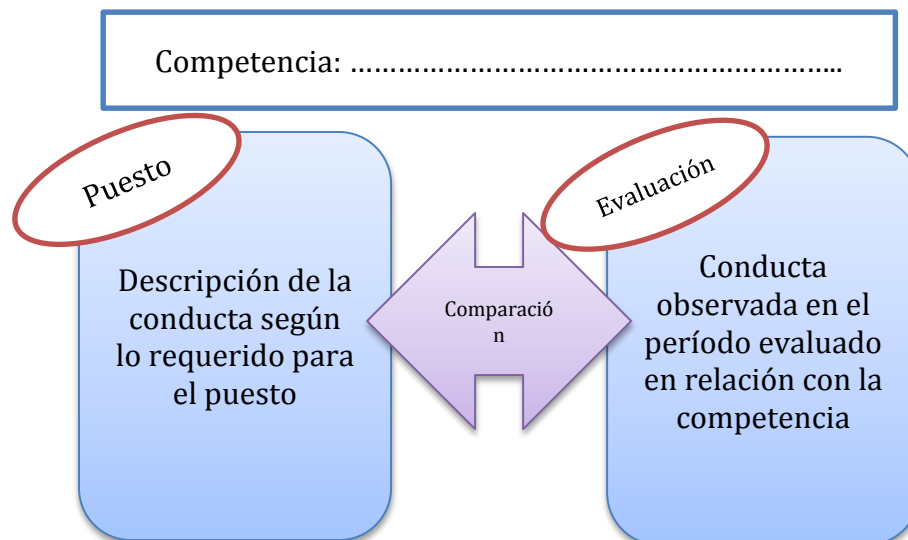 Competencia: …………………………………………………………..
Puesto
Descripción de la
conducta según
lo requerido para
el puesto
Comparació
n
Evaluación
Conducta
observada en el
período evaluado
en relación con la
competencia